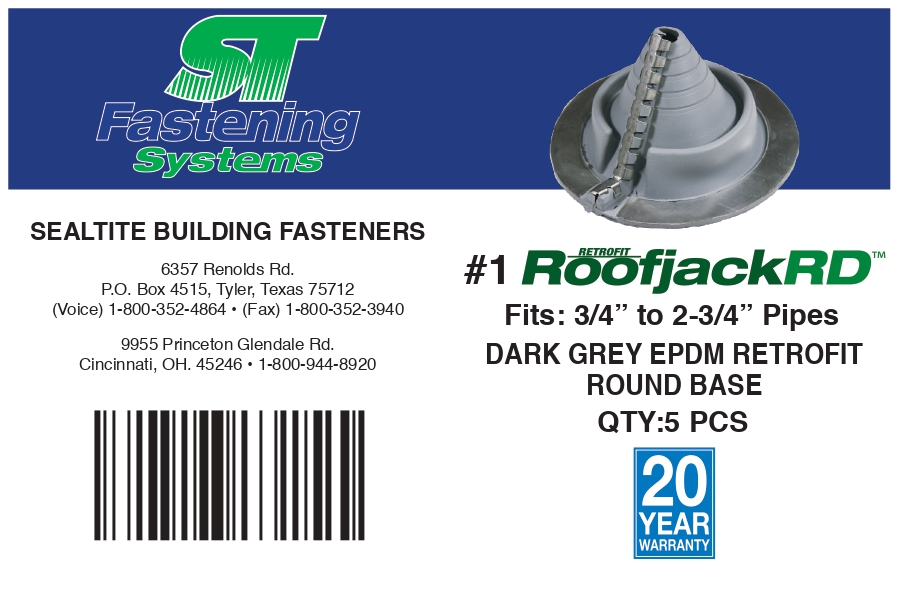 ST
Fastening
Systems
SEALTITE BUILDING FASTENERS
6357 Renolds Rd.
P.O. Box 4515, Tyler, Texas 75712
(Voice) 1-800-352-4864 • (Fax) 1-800-352-3940
9955 Princeton Glendale Rd.
Cincinnati, OH. 45246 • 1-800-944-8920
RETROFIT
#1 RoofjackRD™
Fits: 3/4” to 2-3/4” Pipes
DARK GREY EPDM RETROFIT
ROUND BASE
QTY:5 PCS
20
YEAR
WARRANTY